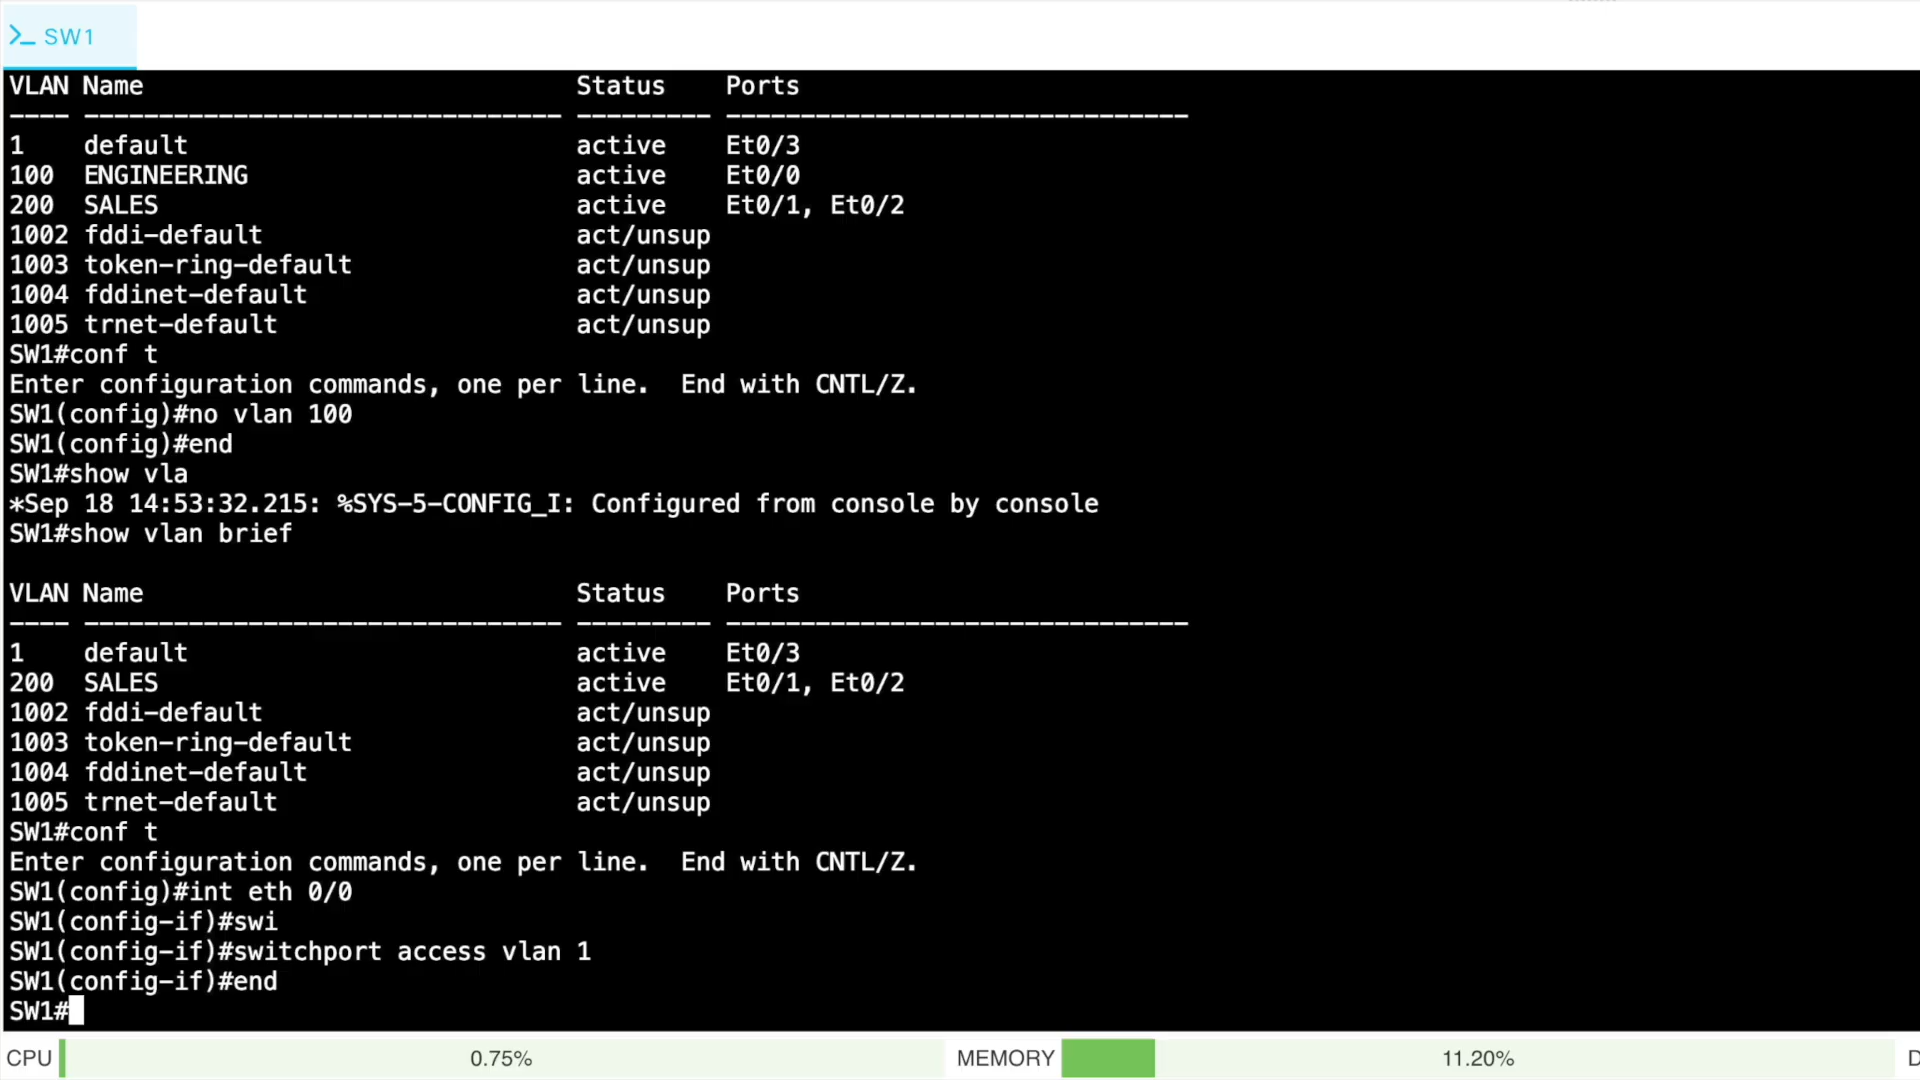 SW1
VLAN Name                             Status    Ports
---- -------------------------------- --------- -------------------------------
1    default                          active    Et0/3
100  ENGINEERING                      active    Et0/0
200  SALES                            active    Et0/1, Et0/2
1002 fddi-default                     act/unsup
1003 token-ring-default               act/unsup
1004 fddinet-default                  act/unsup
1005 trnet-default                    act/unsup
SW1#conf t
Enter configuration commands, one per line.  End with CNTL/Z.
SW1(config)#no vlan 100
SW1(config)#end
SW1#show vla
*Sep 18 14:53:32.215: %SYS-5-CONFIG_I: Configured from console by console
SW1#show vlan brief

VLAN Name                             Status    Ports
---- -------------------------------- --------- -------------------------------
1    default                          active    Et0/3
200  SALES                            active    Et0/1, Et0/2
1002 fddi-default                     act/unsup
1003 token-ring-default               act/unsup
1004 fddinet-default                  act/unsup
1005 trnet-default                    act/unsup
SW1#conf t
Enter configuration commands, one per line.  End with CNTL/Z.
SW1(config)#int eth 0/0
SW1(config-if)#swi
SW1(config-if)#switchport access vlan 1
SW1(config-if)#end
SW1#
CPU 0.75% MEMORY 11.20%